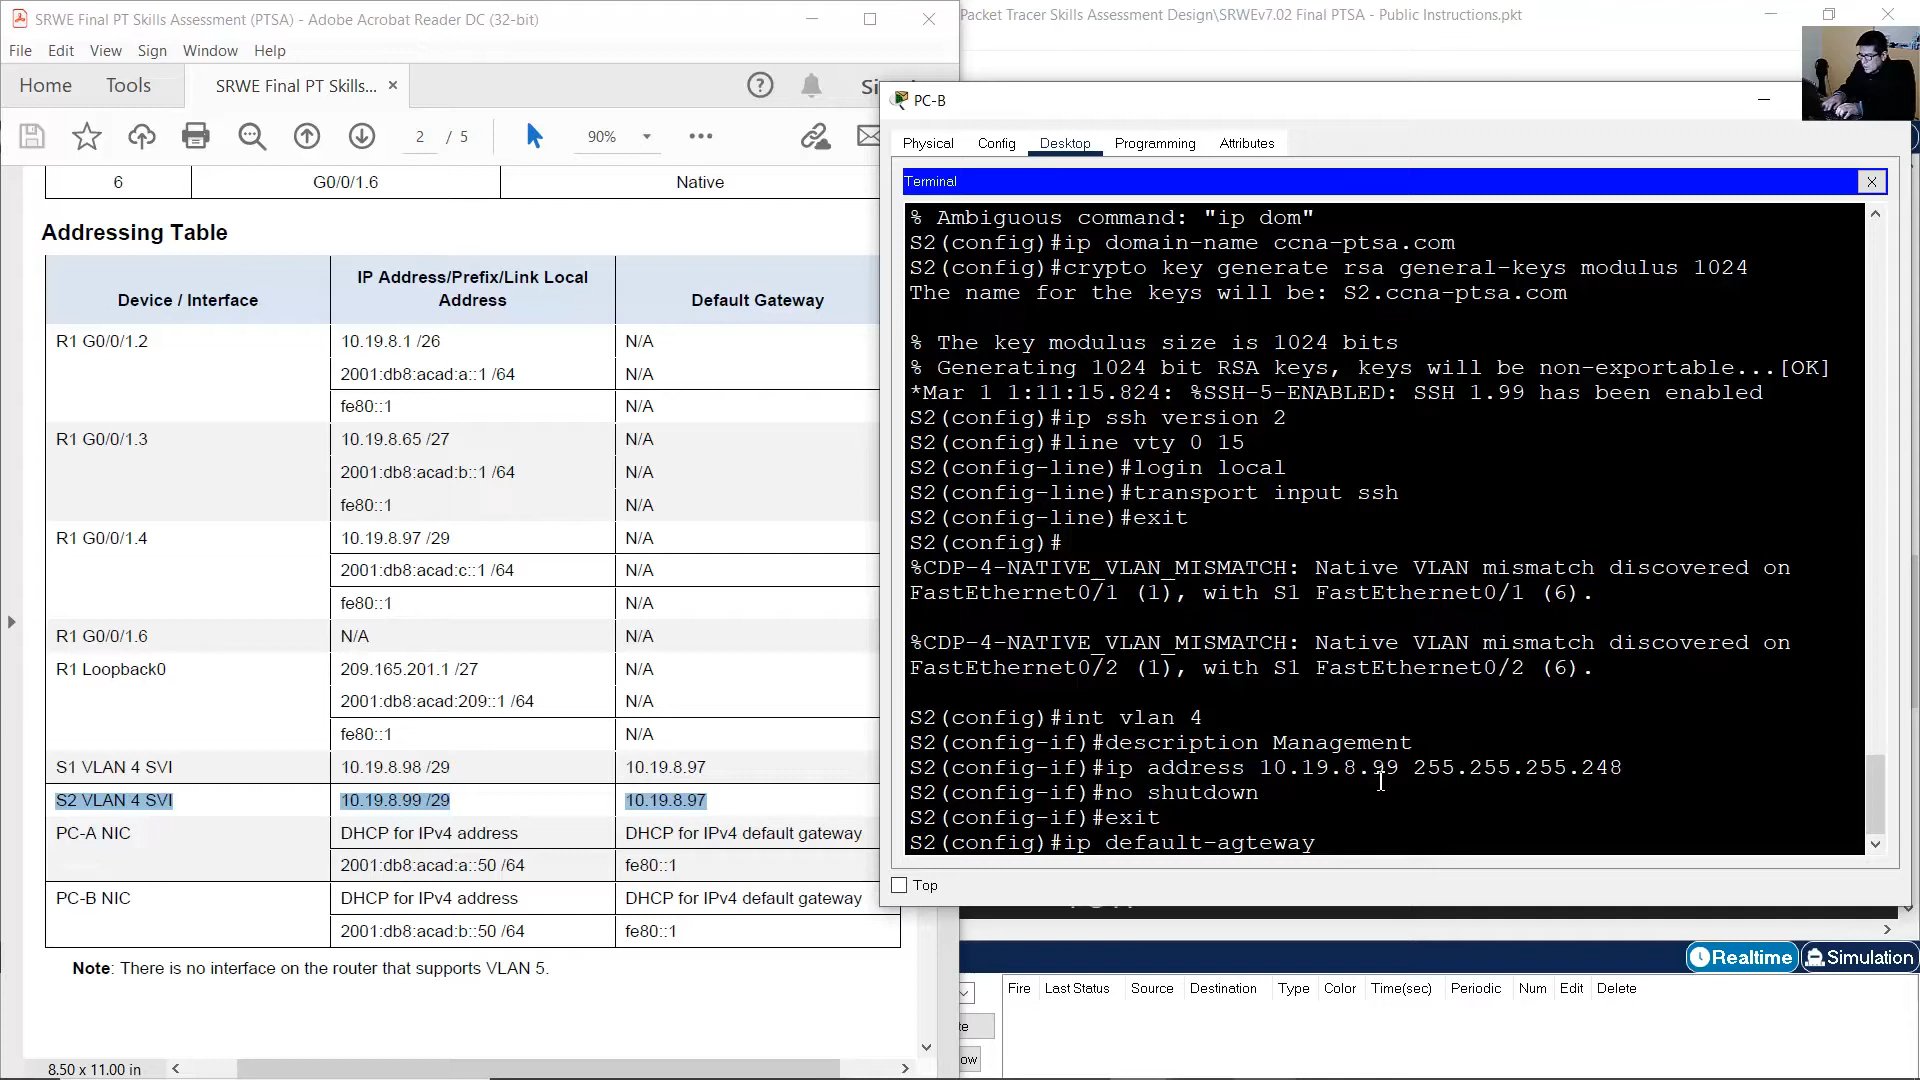 SRWE Final PT Skills Assessment (PTSA) - Adobe Acrobat Reader DC (32-bit)
Packet Tracer Skills Assessment Design\SRWEv7.02 Final PTSA - Public Instructions.pkt
File Edit View Sign Window Help
Home Tools SRWE Final PT Skills... × ? Si
2 / 5 90%
6 G0/0/1.6 Native
Addressing Table
Device / Interface IP Address/Prefix/Link Local Address Default Gateway
R1 G0/0/1.2 10.19.8.1 /26 N/A
2001:db8:acad:a::1 /64 N/A
fe80::1 N/A
R1 G0/0/1.3 10.19.8.65 /27 N/A
2001:db8:acad:b::1 /64 N/A
fe80::1 N/A
R1 G0/0/1.4 10.19.8.97 /29 N/A
2001:db8:acad:c::1 /64 N/A
fe80::1 N/A
R1 G0/0/1.6 N/A N/A
R1 Loopback0 209.165.201.1 /27 N/A
2001:db8:acad:209::1 /64 N/A
fe80::1 N/A
S1 VLAN 4 SVI 10.19.8.98 /29 10.19.8.97
S2 VLAN 4 SVI 10.19.8.99 /29 10.19.8.97
PC-A NIC DHCP for IPv4 address DHCP for IPv4 default gateway
2001:db8:acad:a::50 /64 fe80::1
PC-B NIC DHCP for IPv4 address DHCP for IPv4 default gateway
2001:db8:acad:b::50 /64 fe80::1
Note: There is no interface on the router that supports VLAN 5.
8.50 x 11.00 in
PC-B
Physical Config Desktop Programming Attributes
Terminal X
% Ambiguous command: "ip dom"
S2(config)#ip domain-name ccna-ptsa.com
S2(config)#crypto key generate rsa general-keys modulus 1024
The name for the keys will be: S2.ccna-ptsa.com
% The key modulus size is 1024 bits
% Generating 1024 bit RSA keys, keys will be non-exportable...[OK]
*Mar 1 1:11:15.824: %SSH-5-ENABLED: SSH 1.99 has been enabled
S2(config)#ip ssh version 2
S2(config)#line vty 0 15
S2(config-line)#login local
S2(config-line)#transport input ssh
S2(config-line)#exit
S2(config)#
%CDP-4-NATIVE_VLAN_MISMATCH: Native VLAN mismatch discovered on
FastEthernet0/1 (1), with S1 FastEthernet0/1 (6).
%CDP-4-NATIVE_VLAN_MISMATCH: Native VLAN mismatch discovered on
FastEthernet0/2 (1), with S1 FastEthernet0/2 (6).
S2(config)#int vlan 4
S2(config-if)#description Management
S2(config-if)#ip address 10.19.8.99 255.255.255.248
S2(config-if)#no shutdown
S2(config-if)#exit
S2(config)#ip default-agteway
Top
Realtime Simulation
Fire Last Status Source Destination Type Color Time(sec) Periodic Num Edit Delete
te
ow